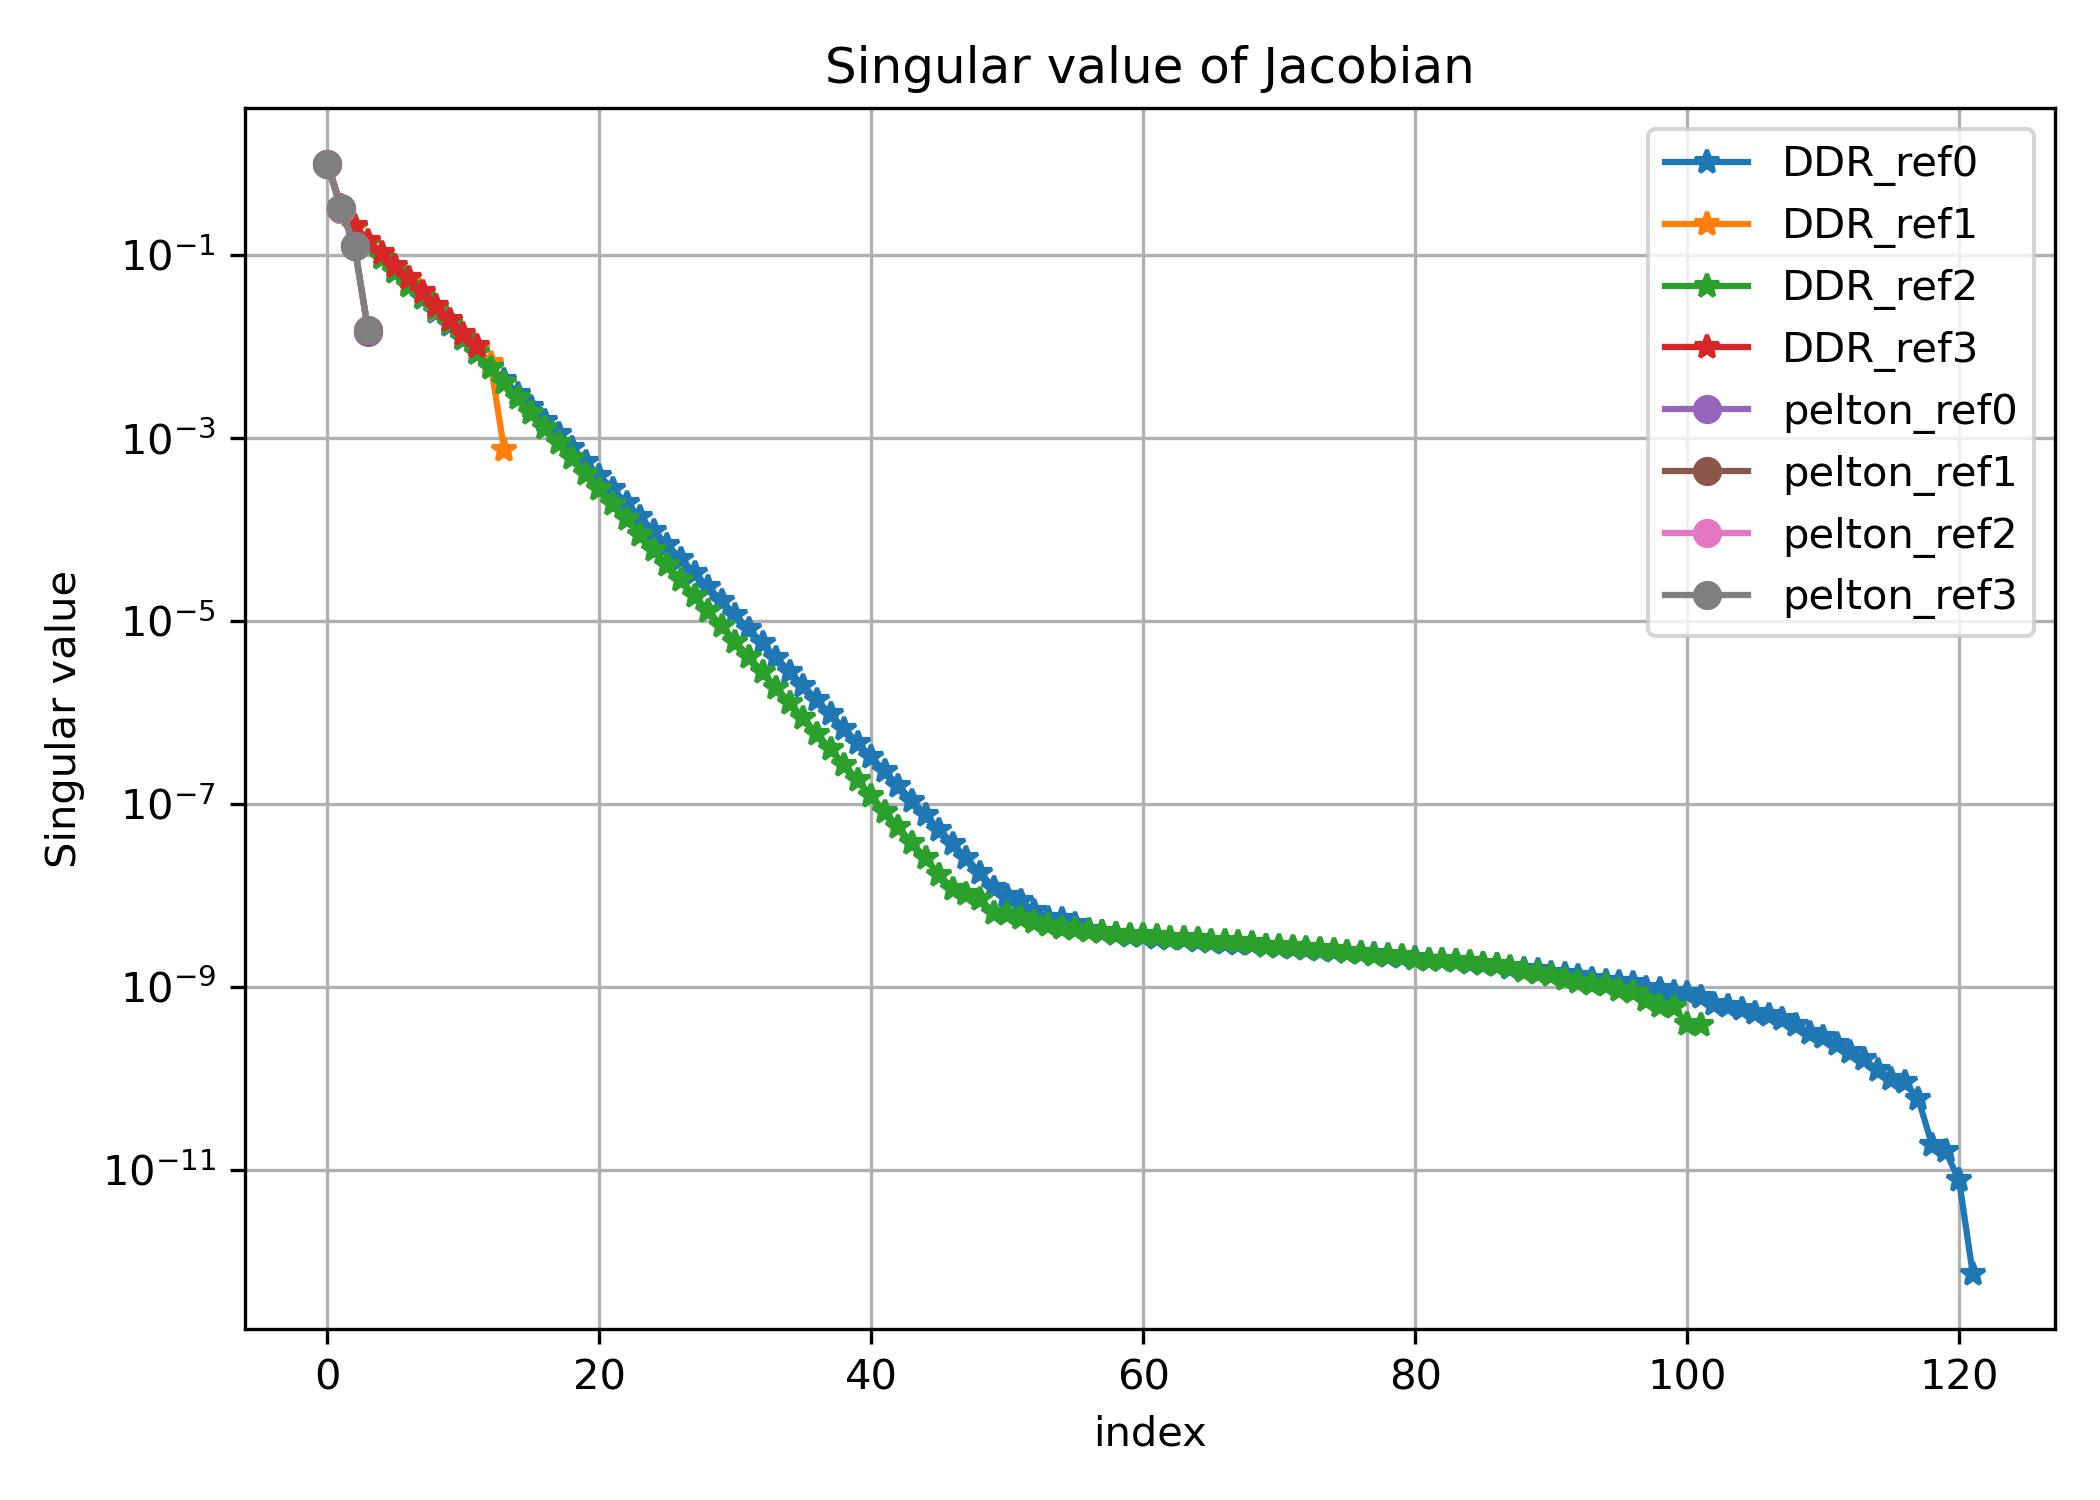 Singular value of Jacobian
DDR_ref0
DDR_ref1
DDR_ref2
DDR_ref3
pelton_ref0
pelton_ref1
pelton_ref2
pelton_ref3
Singular value
10⁻¹
10⁻³
10⁻⁵
10⁻⁷
10⁻⁹
10⁻¹¹
0 20 40 60 80 100 120
index